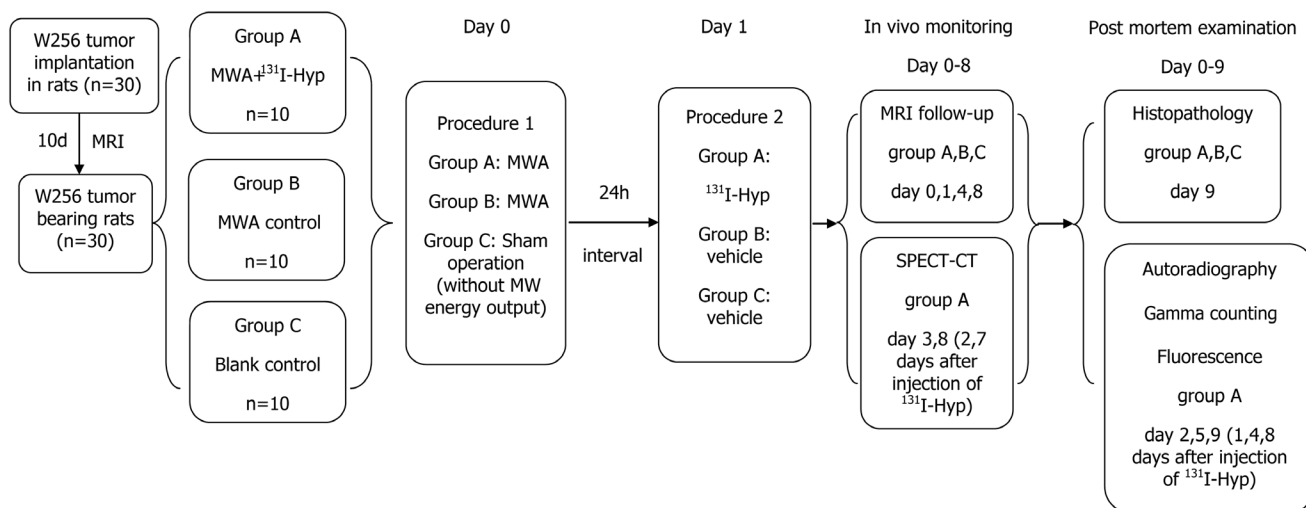 W256 tumor
implantation
in rats (n=30)
10d
MRI
W256 tumor
bearing rats
(n=30)
Group A
MWA+¹³¹I-Hyp
n=10
Group B
MWA control
n=10
Group C
Blank control
n=10
Day 0
Procedure 1
Group A: MWA
Group B: MWA
Group C: Sham
operation
(without MW
energy output)
24h
interval
Day 1
Procedure 2
Group A:
¹³¹I-Hyp
Group B:
vehicle
Group C:
vehicle
In vivo monitoring
Day 0-8
MRI follow-up
group A,B,C
day 0,1,4,8
SPECT-CT
group A
day 3,8 (2,7
days after
injection of
¹³¹I-Hyp)
Post mortem examination
Day 0-9
Histopathology
group A,B,C
day 9
Autoradiography
Gamma counting
Fluorescence
group A
day 2,5,9 (1,4,8
days after injection
of ¹³¹I-Hyp)